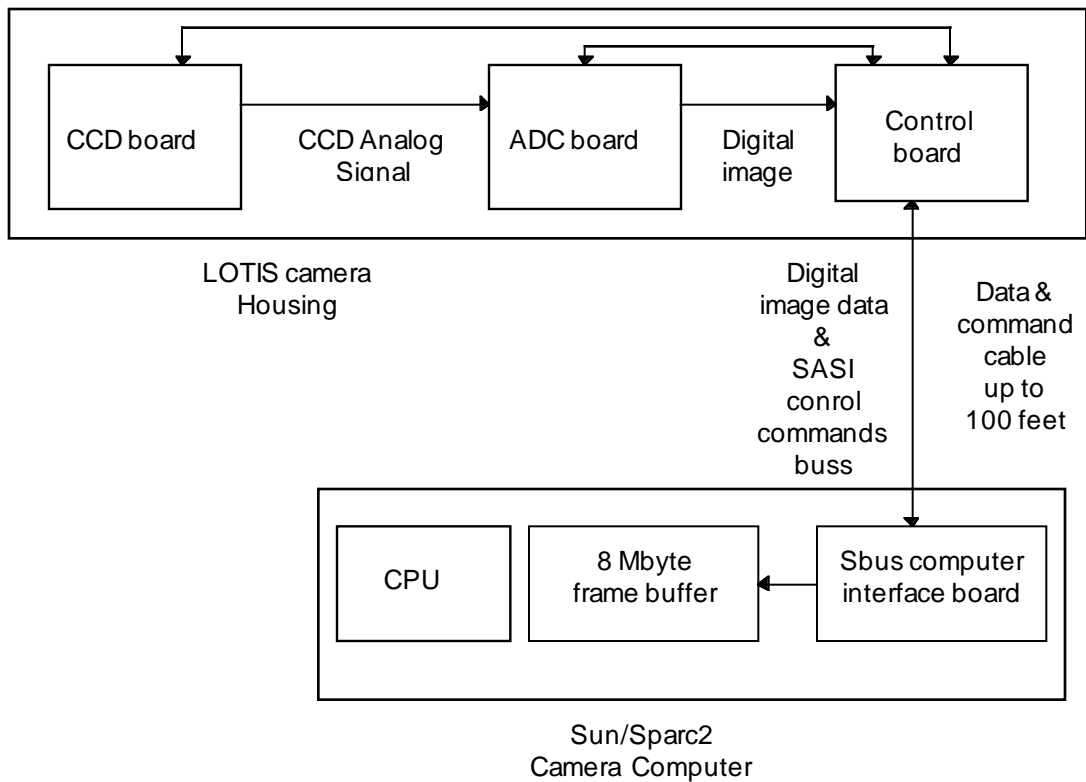 CCD board
CCD Analog
Signal
ADC board
Digital
image
Control
board
LOTIS camera
Housing
Digital
image data
&
SASI
conrol
commands
buss
Data &
command
cable
up to
100 feet
CPU
8 Mbyte
frame buffer
Sbus computer
interface board
Sun/Sparc2
Camera Computer